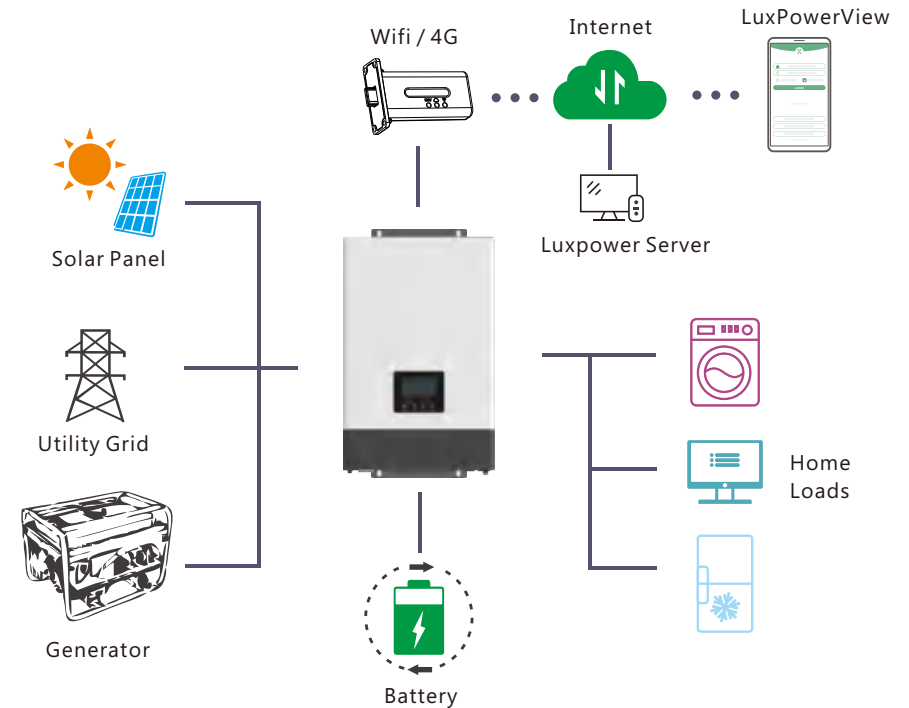 LuxPowerView
Internet
Wifi / 4G
Luxpower Server
Solar Panel
Utility Grid
Home
Loads
Generator
Battery